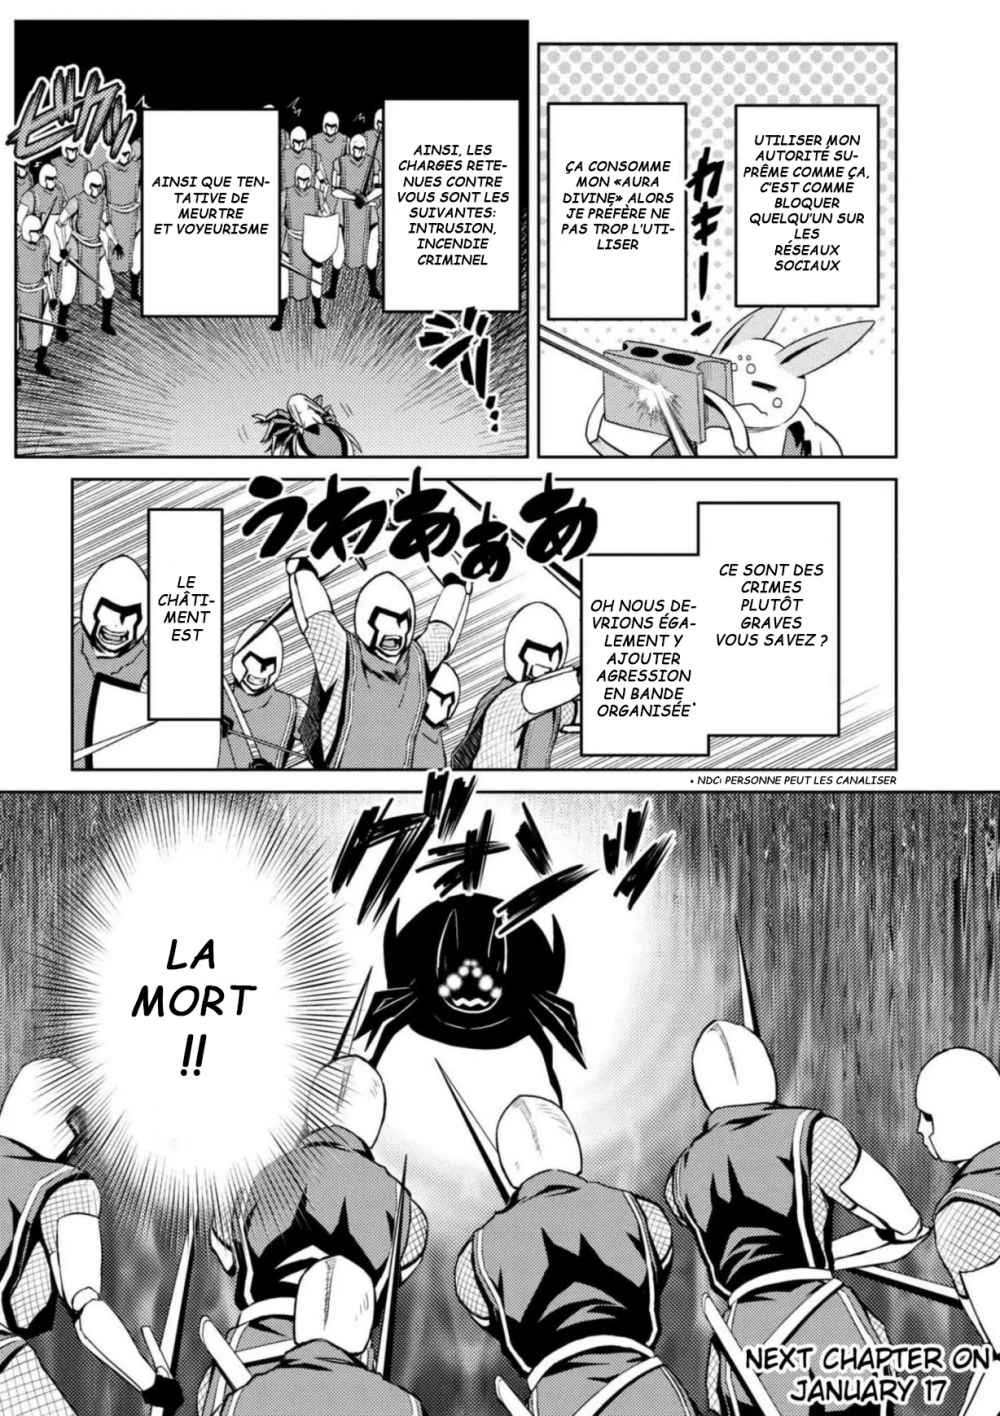 UTILISER MON
AUTORITÉ SU-
PRÊME COMME ÇA,
C'EST COMME
BLOQUER
QUELQU'UN SUR
LES
RÉSEAUX
SOCIAUX
ÇA CONSOMME
MON «AURA
DIVINE» ALORS
JE PRÉFÈRE NE
PAS TROP L'UTI-
LISER
カキーン
AINSI, LES
CHARGES RETE-
NUES CONTRE
VOUS SONT LES
SUIVANTES:
INTRUSION,
INCENDIE
CRIMINEL
AINSI QUE TEN-
TATIVE DE
MEURTRE
ET VOYEURISME
CE SONT DES
CRIMES
PLUTÔT
GRAVES
VOUS SAVEZ ?
OH NOUS DE-
VRIONS ÉGA-
LEMENT Y
AJOUTER
AGRESSION
EN BANDE
ORGANISÉE*
うわあぁあ
LE
CHÂTI-
MENT
EST
• NDC: PERSONNE PEUT LES CANALISER
LA
MORT
!!
NEXT CHAPTER ON
JANUARY 17